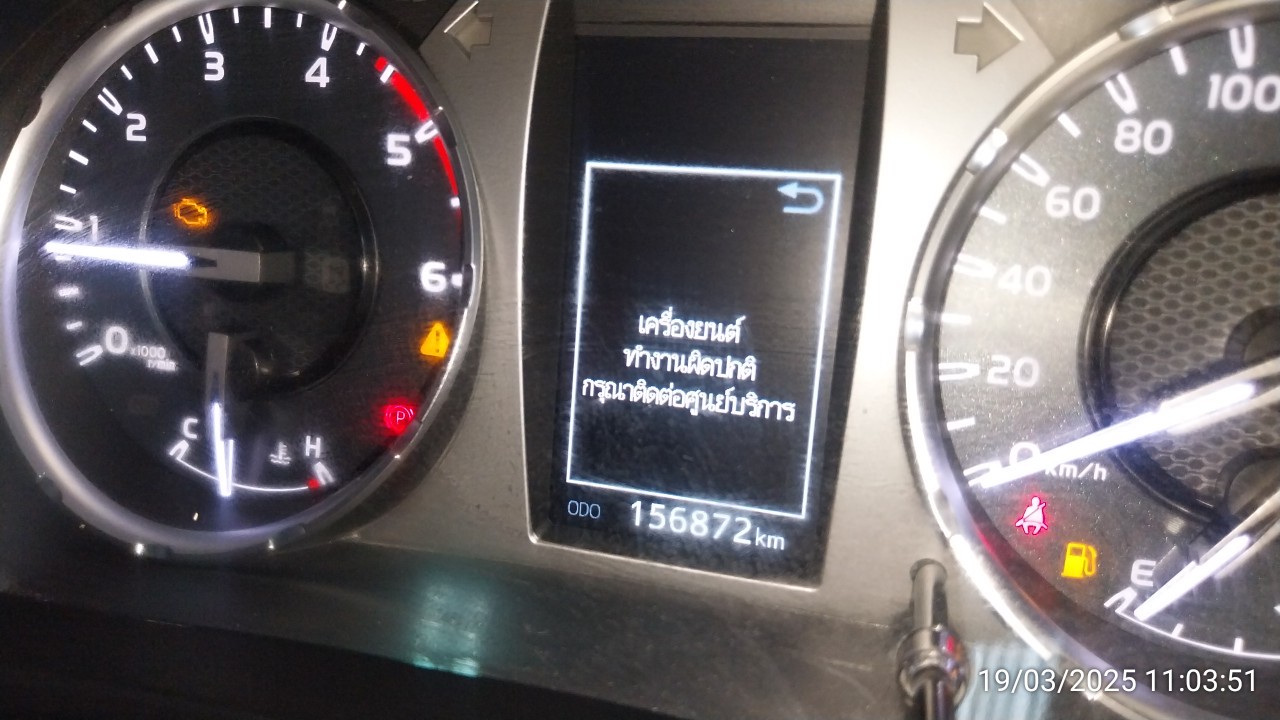 0
1
2
3
4
5
6
x1000
r/min
C
H
P
เครื่องยนต์
ทำงานผิดปกติ
กรุณาติดต่อศูนย์บริการ
ODO 156872 km
0
20
40
60
80
100
km/h
E
19/03/2025 11:03:51